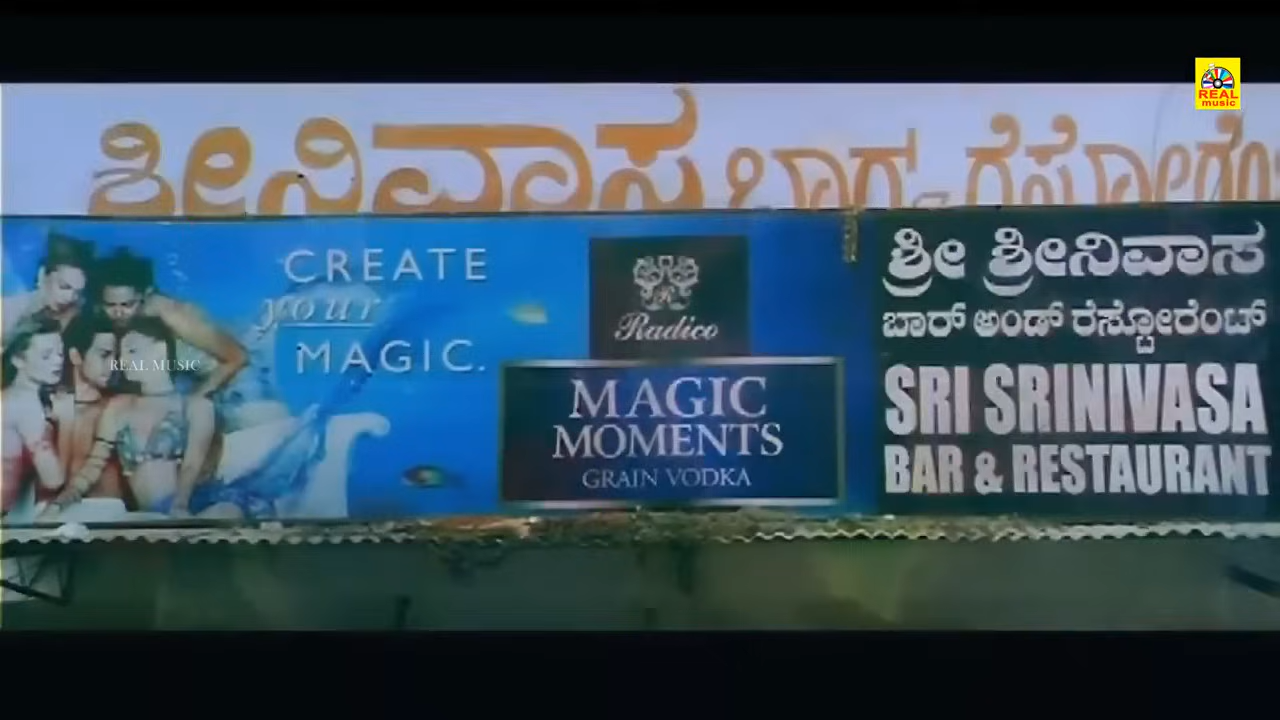 REAL
music
ಶ್ರೀನಿವಾಸ ಬಾರ್
CREATE
your
MAGIC.
REAL MUSIC
Radico
MAGIC
MOMENTS
GRAIN VODKA
ಶ್ರೀ ಶ್ರೀನಿವಾಸ
ಬಾರ್ ಅಂಡ್ ರೆಸ್ಟೋರೆಂಟ್
SRI SRINIVASA
BAR & RESTAURANT